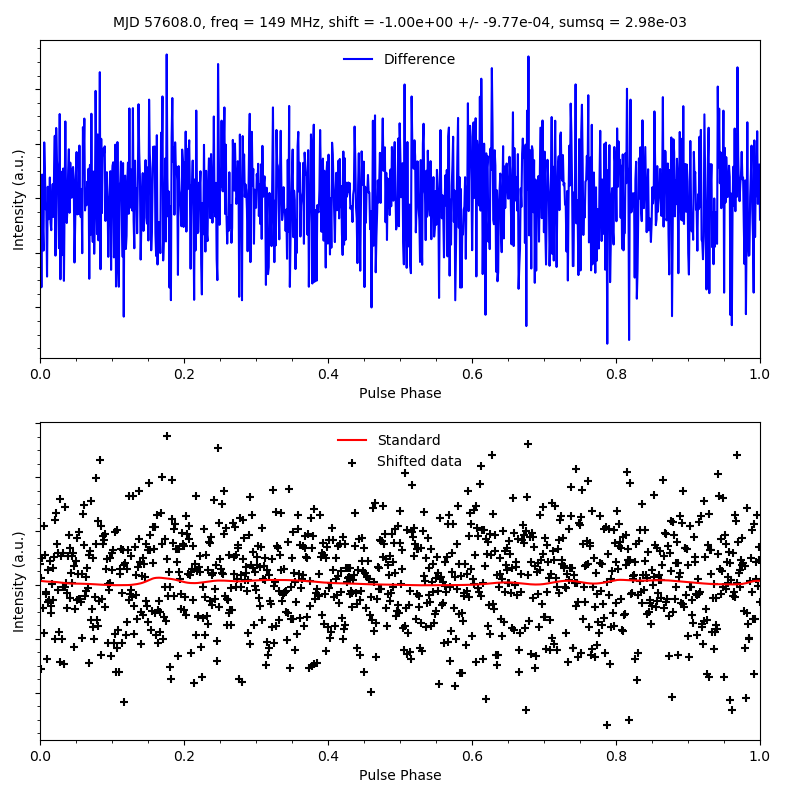 MJD 57608.0, freq = 149 MHz, shift = -1.00e+00 +/- -9.77e-04, sumsq = 2.98e-03
Difference
Intensity (a.u.)
0.0 0.2 0.4 0.6 0.8 1.0
Pulse Phase
Standard
Shifted data
Intensity (a.u.)
0.0 0.2 0.4 0.6 0.8 1.0
Pulse Phase